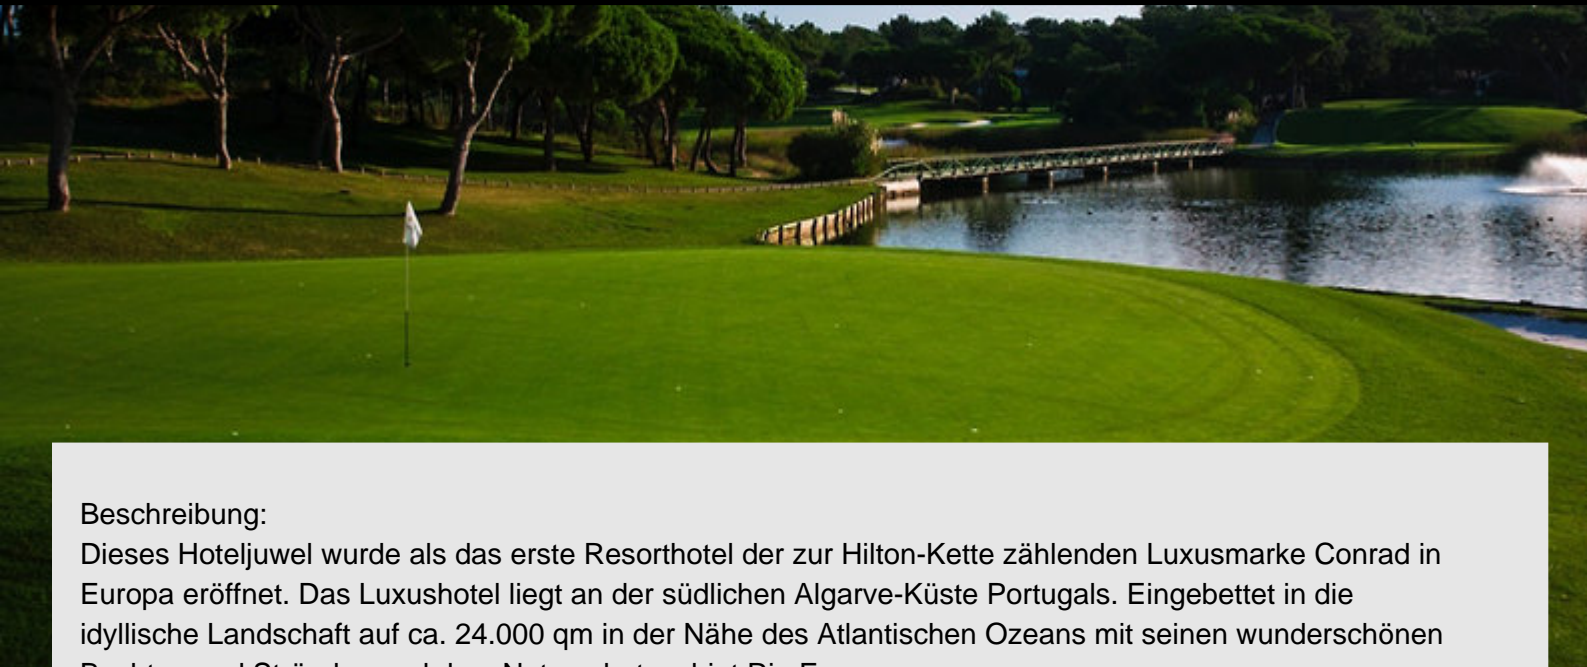 Beschreibung:
Dieses Hoteljuwel wurde als das erste Resorthotel der zur Hilton-Kette zählenden Luxusmarke Conrad in
Europa eröffnet. Das Luxushotel liegt an der südlichen Algarve-Küste Portugals. Eingebettet in die
idyllische Landschaft auf ca. 24.000 qm in der Nähe des Atlantischen Ozeans mit seinen wunderschönen